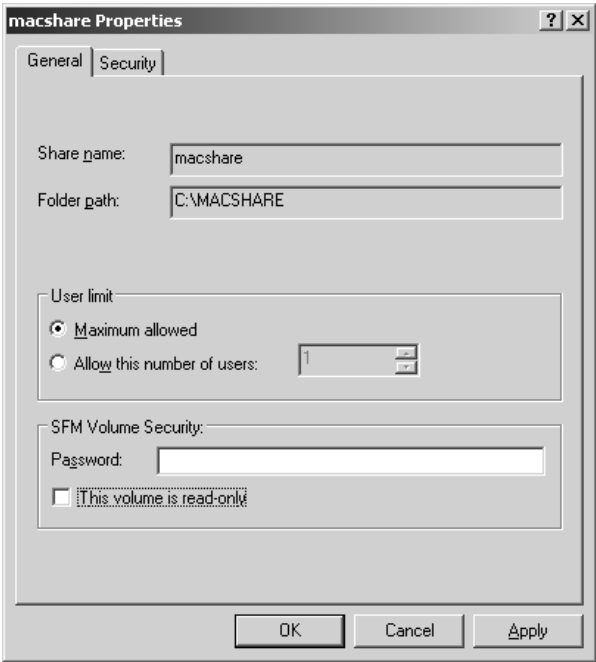 macshare Properties
General Security
Share name: macshare
Folder path: C:\MACSHARE
User limit
Maximum allowed
Allow this number of users: 1
SFM Volume Security:
Password:
This volume is read-only
OK Cancel Apply